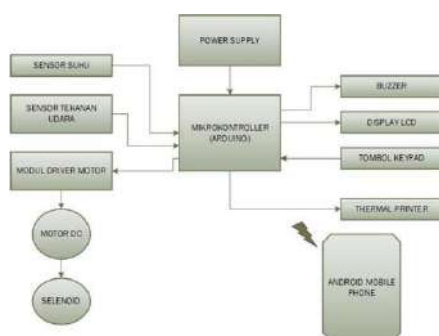 POWER SUPPLY
SENSOR SUHU
SENSOR TEKANAN
UDARA
MODUL DRIVER MOTOR
MOTOR DC
SELENOID
MIKROKONTROLLER
(ARDUINO)
BUZZER
DISPLAY LCD
TOMBOL KEYPAD
THERMAL PRINTER
ANDROID MOBILE
PHONE